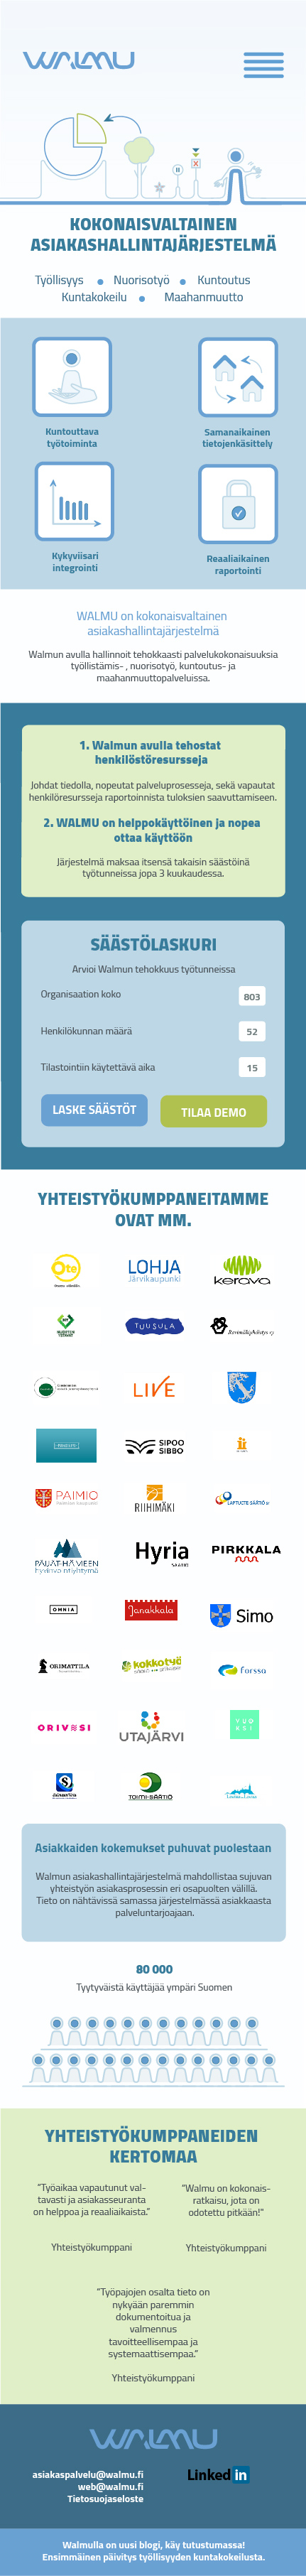 WALMU
KOKONAISVALTAINEN
ASIAKASHALLINTAJÄRJESTELMÄ
Työllisyys • Nuorisotyö • Kuntoutus
Kuntakokeilu • Maahanmuutto
Kuntouttava
työtoiminta
Samanaikainen
tietojenkäsittely
Kykyviisari
integrointi
Reaaliaikainen
raportointi
WALMU on kokonaisvaltainen
asiakashallintajärjestelmä
Walmun avulla hallinnoit tehokkaasti palvelukokonaisuuksia
työllistämis- , nuorisotyö, kuntoutus- ja
maahanmuuttopalveluissa.
1. Walmun avulla tehostat
henkilöstöresursseja
Johdat tiedolla, nopeutat palveluprosesseja, sekä vapautat
henkilöresursseja raportoinnista tuloksien saavuttamiseen.
2. WALMU on helppokäyttöinen ja nopea
ottaa käyttöön
Järjestelmä maksaa itsensä takaisin säästöinä
työtunneissa jopa 3 kuukaudessa.
SÄÄSTÖLASKURI
Arvioi Walmun tehokkuus työtunneissa
Organisaation koko 803
Henkilökunnan määrä 52
Tilastointiin käytettävä aika 15
LASKE SÄÄSTÖT TILAA DEMO
YHTEISTYÖKUMPPANEITAMME
OVAT MM.
Ote LOHJA
Järvikaupunki
kerava
TUUSULA
LIVE
SIPOO
SIBBO
PAIMIO
RIIHIMÄKI
PÄIJÄT-HÄMEEN
hyvinvointiyhtymä
Hyria
SÄÄTIÖ
PIRKKALA
OMNIA
Janakkala
Simo
ORIMATTILA
kokkotyö
forssa
ORIVESI
UTAJÄRVI
TOIMI-SÄÄTIÖ
Asiakkaiden kokemukset puhuvat puolestaan
Walmun asiakashallintajärjestelmä mahdollistaa sujuvan
yhteistyön asiakasprosessin eri osapuolten välillä.
Tieto on nähtävissä samassa järjestelmässä asiakkaasta
palveluntarjoajaan.
80 000
Tyytyväistä käyttäjää ympäri Suomen
YHTEISTYÖKUMPPANEIDEN
KERTOMAA
"Työaikaa vapautunut val-
tavasti ja asiakasseuranta
on helppoa ja reaaliaikaista."
Yhteistyökumppani
"Walmu on kokonais-
ratkaisu, jota on
odotettu pitkään!"
Yhteistyökumppani
"Työpajojen osalta tieto on
nykyään paremmin
dokumentoitua ja
valmennus
tavoitteellisempaa ja
systemaattisempaa."
Yhteistyökumppani
WALMU
asiakaspalvelu@walmu.fi
web@walmu.fi
Tietosuojaseloste
Linked in
Walmulla on uusi blogi, käy tutustumassa!
Ensimmäinen päivitys työllisyyden kuntakokeilusta.